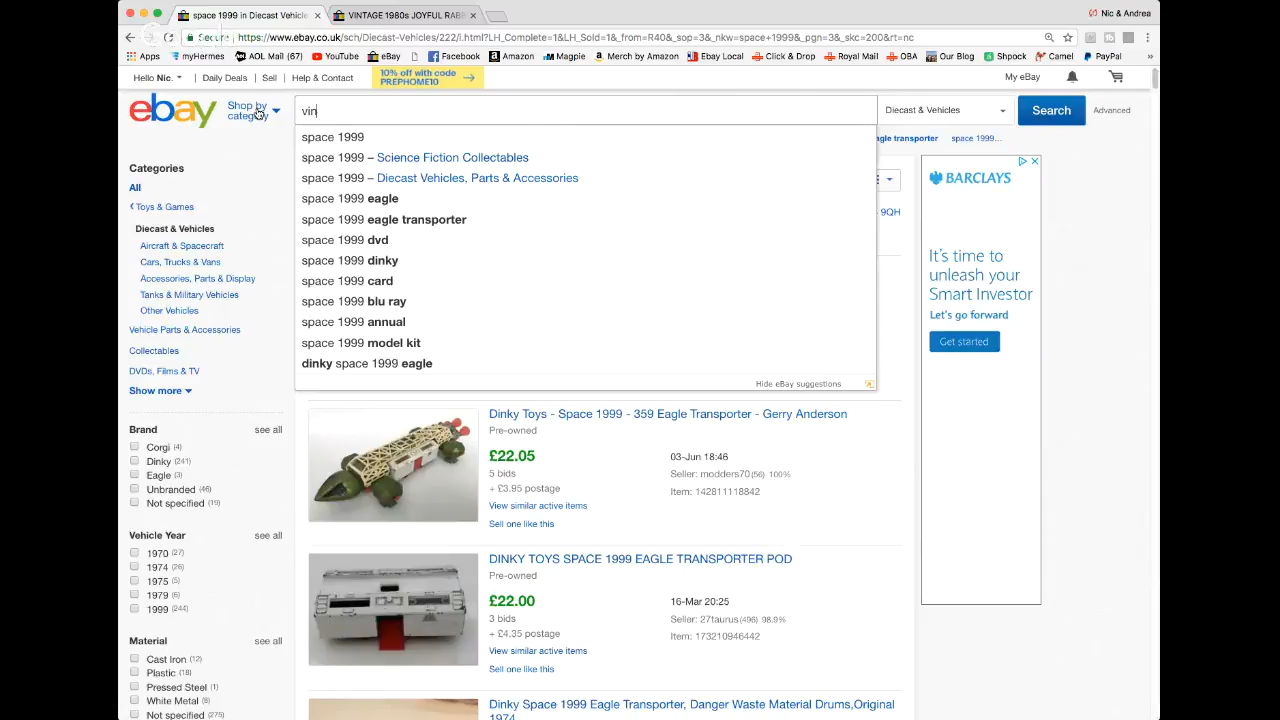 space 1999 in Diecast Vehicle
VINTAGE 1980s JOYFUL RAB
Nic & Andrea
Secure
https://www.ebay.co.uk/sch/Diecast-Vehicles/222/i.html?LH_Complete=1&LH_Sold=1&_from=R40&_sop=3&_nkw=space+1999&_pgn=3&_skc=200&rt=nc
Apps
myHermes
AOL Mail (67)
YouTube
eBay
Facebook
Amazon
Magpie
Merch by Amazon
Ebay Local
Click & Drop
Royal Mail
OBA
Our Blog
Shpock
Camel
PayPal
Hello Nic.
Daily Deals
Sell
Help & Contact
10% off with code
PREPHOME10
My eBay
ebay
Shop by
category
vin
Diecast & Vehicles
Search
Advanced
space 1999
space 1999 – Science Fiction Collectables
space 1999 – Diecast Vehicles, Parts & Accessories
space 1999 eagle
space 1999 eagle transporter
space 1999 dvd
space 1999 dinky
space 1999 card
space 1999 blu ray
space 1999 annual
space 1999 model kit
dinky space 1999 eagle
Hide eBay suggestions
agle transporter
space 1999...
9QH
Categories
All
Toys & Games
Diecast & Vehicles
Aircraft & Spacecraft
Cars, Trucks & Vans
Accessories, Parts & Display
Tanks & Military Vehicles
Other Vehicles
Vehicle Parts & Accessories
Collectables
DVDs, Films & TV
Show more
Brand
see all
Corgi (4)
Dinky (241)
Eagle (3)
Unbranded (46)
Not specified (19)
Vehicle Year
see all
1970 (27)
1974 (26)
1975 (5)
1979 (6)
1999 (244)
Material
see all
Cast Iron (12)
Plastic (18)
Pressed Steel (1)
White Metal (8)
Not specified (275)
Dinky Toys - Space 1999 - 359 Eagle Transporter - Gerry Anderson
Pre-owned
£22.05
03-Jun 18:46
5 bids
Seller: modders70(56) 100%
+ £3.95 postage
Item: 142811118842
View similar active items
Sell one like this
DINKY TOYS SPACE 1999 EAGLE TRANSPORTER POD
Pre-owned
£22.00
16-Mar 20:25
3 bids
Seller: 27taurus(496) 98.9%
+ £4.35 postage
Item: 173210946442
View similar active items
Sell one like this
Dinky Space 1999 Eagle Transporter, Danger Waste Material Drums,Original
1974
BARCLAYS
It's time to
unleash your
Smart Investor
Let's go forward
Get started